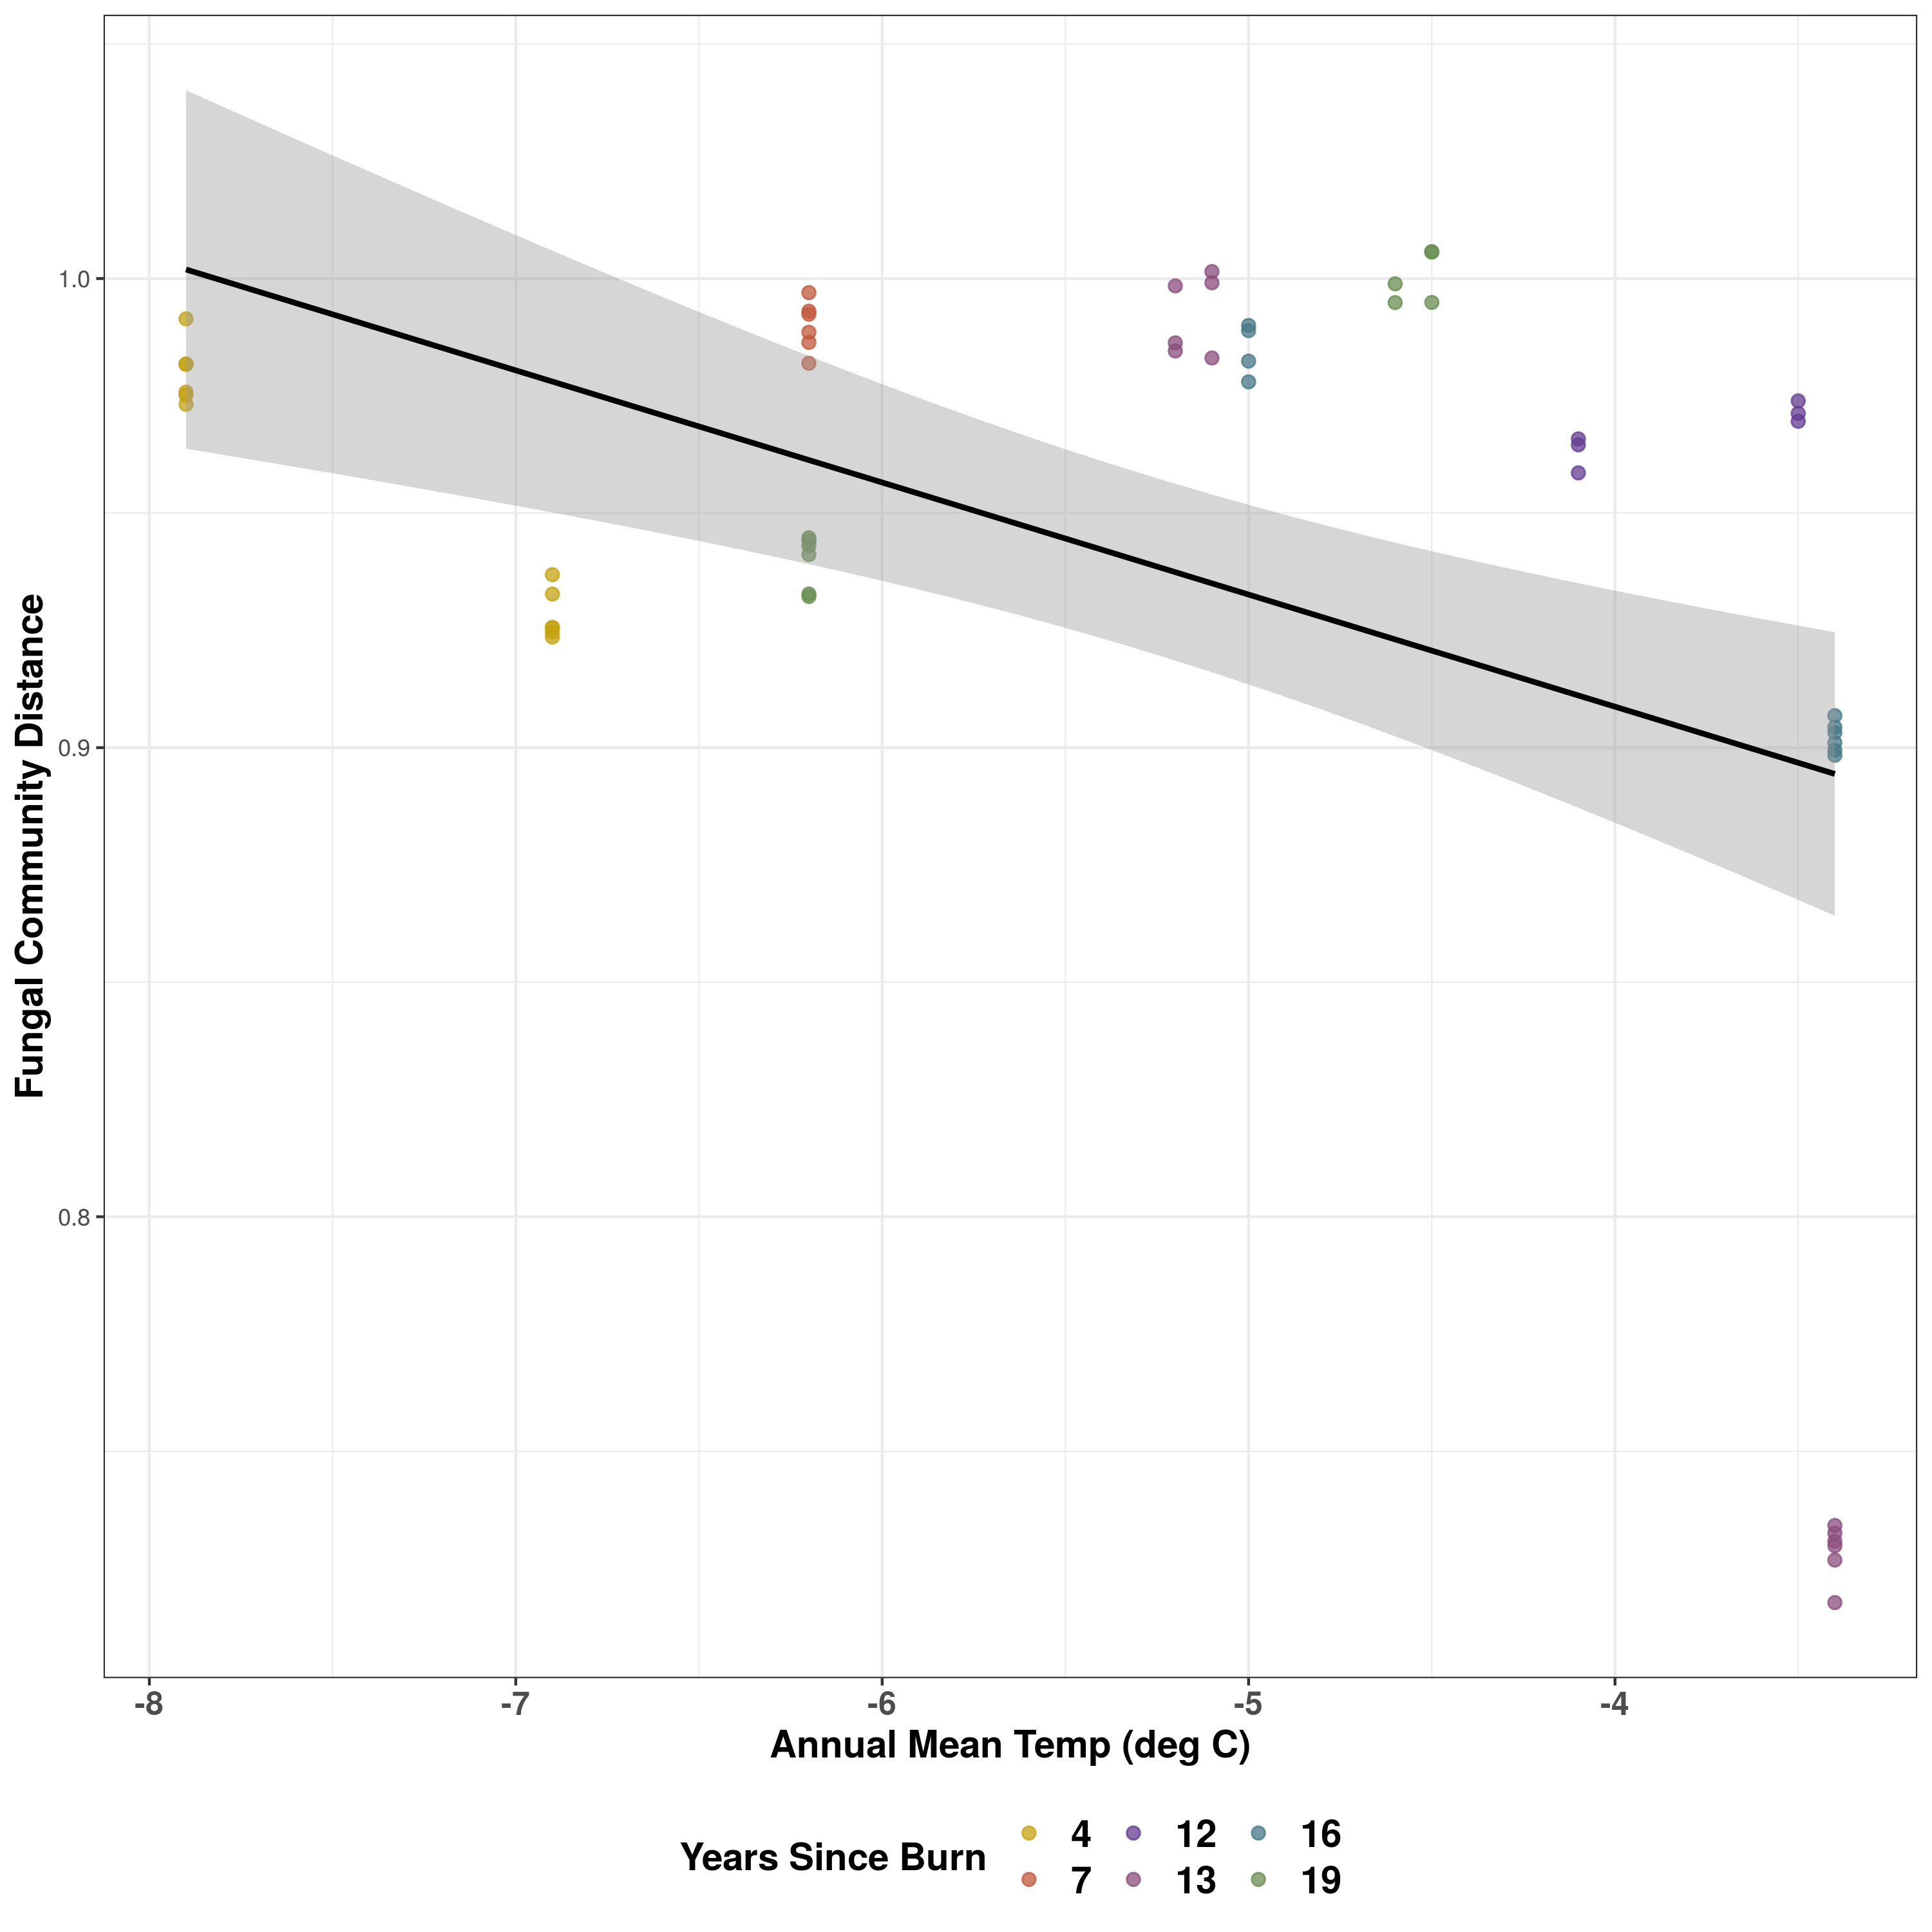 Fungal Community Distance
1.0
0.9
0.8
-8 -7 -6 -5 -4
Annual Mean Temp (deg C)
Years Since Burn
4 12 16
7 13 19